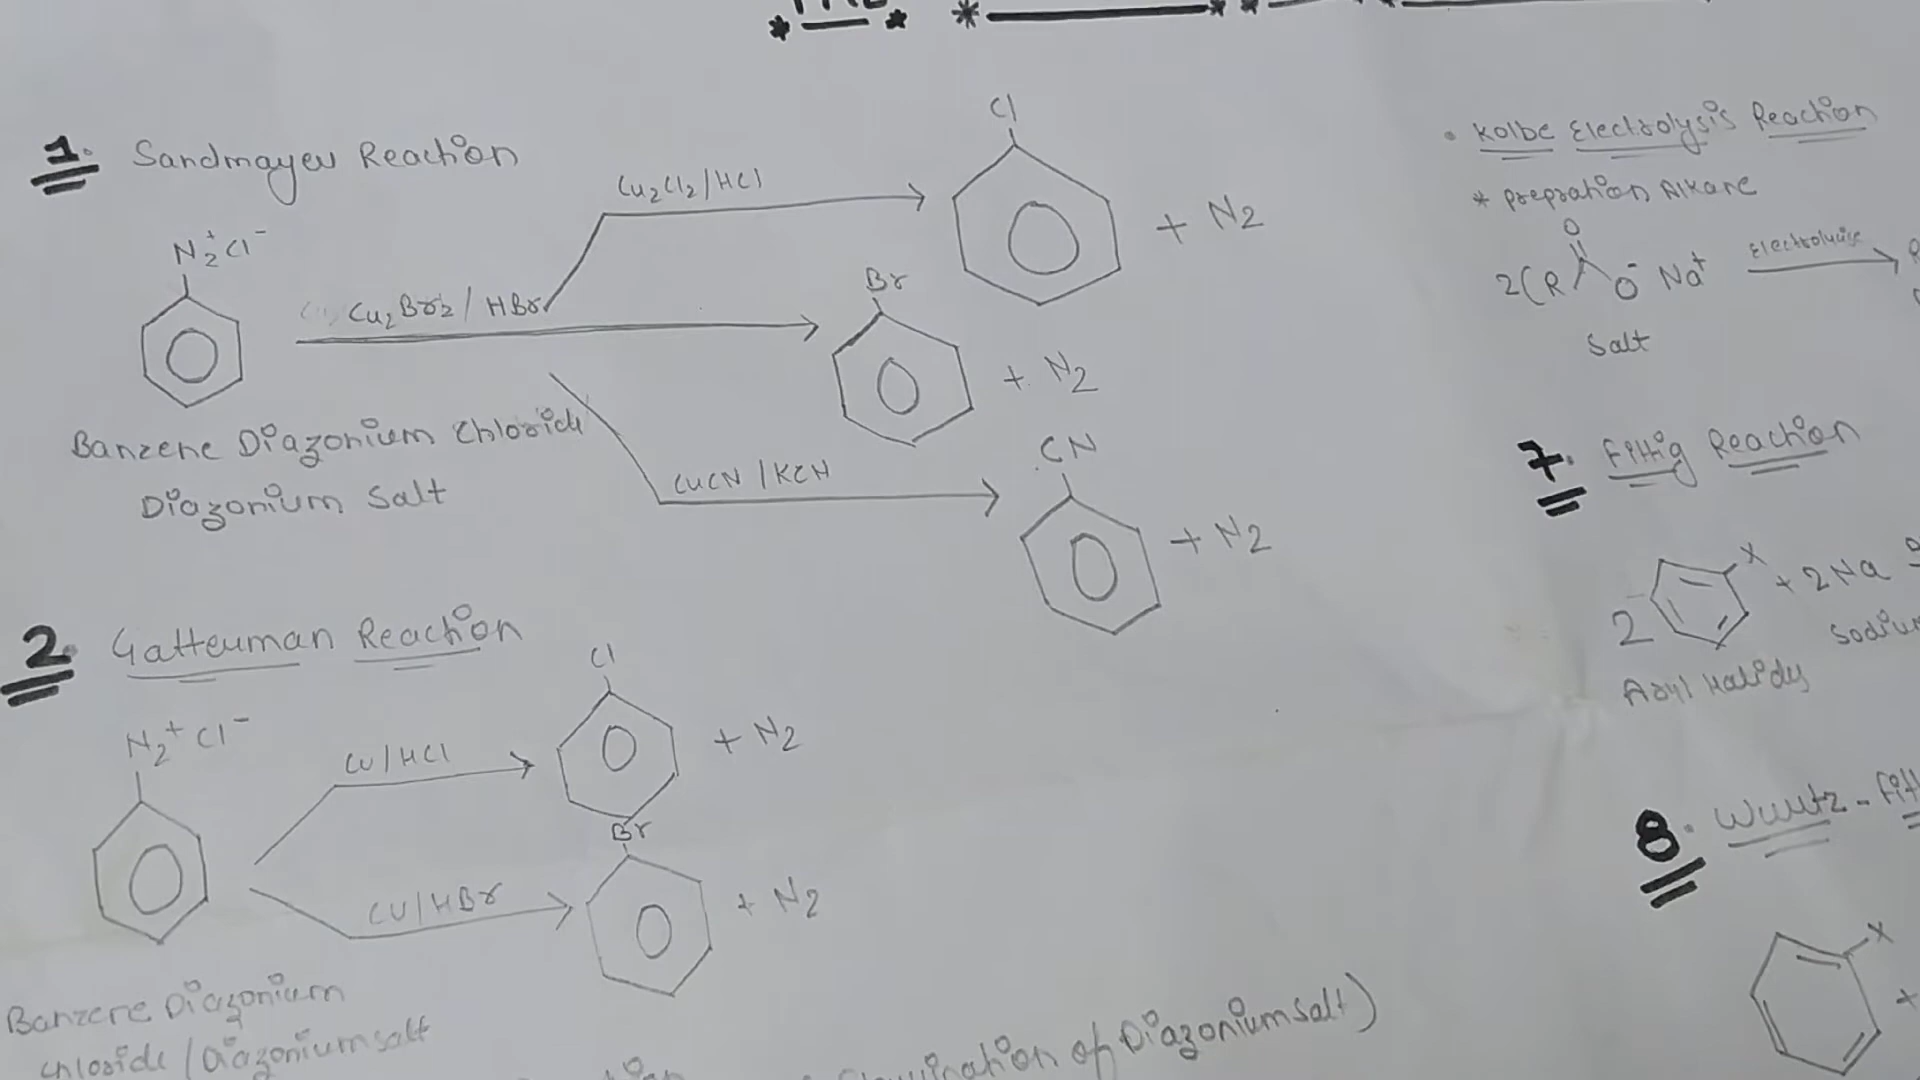 1. Sandmayer Reaction
N2+Cl-
Cu2Cl2/HCl
Cl
+ N2
Cu2Br2/ HBr
Br
+ N2
Banzene Diazonium Chloride
Diazonium Salt
CUCN /KCN
CN
+ N2
2. Gatterman Reaction
N2+ Cl-
CU/HCl
Cl
+ N2
CU/HBr
Br
+ N2
Banzene Diazonium
chloride/Diazonium salt
of Diazonium salt)
• Kolbe Electrolysis Reaction
* prepration Alkane
O
2(R O- Na+
Electrolysis
Salt
7. Fittig Reaction
2 X + 2Na
Aryl Halides
8. Wurtz-
X
+